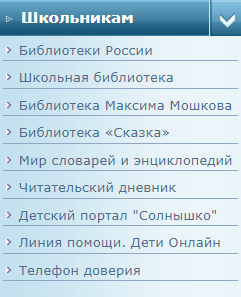 Школьникам
Библиотеки России
Школьная библиотека
Библиотека Максима Мошкова
Библиотека «Сказка»
Мир словарей и энциклопедий
Читательский дневник
Детский портал "Солнышко"
Линия помощи. Дети Онлайн
Телефон доверия